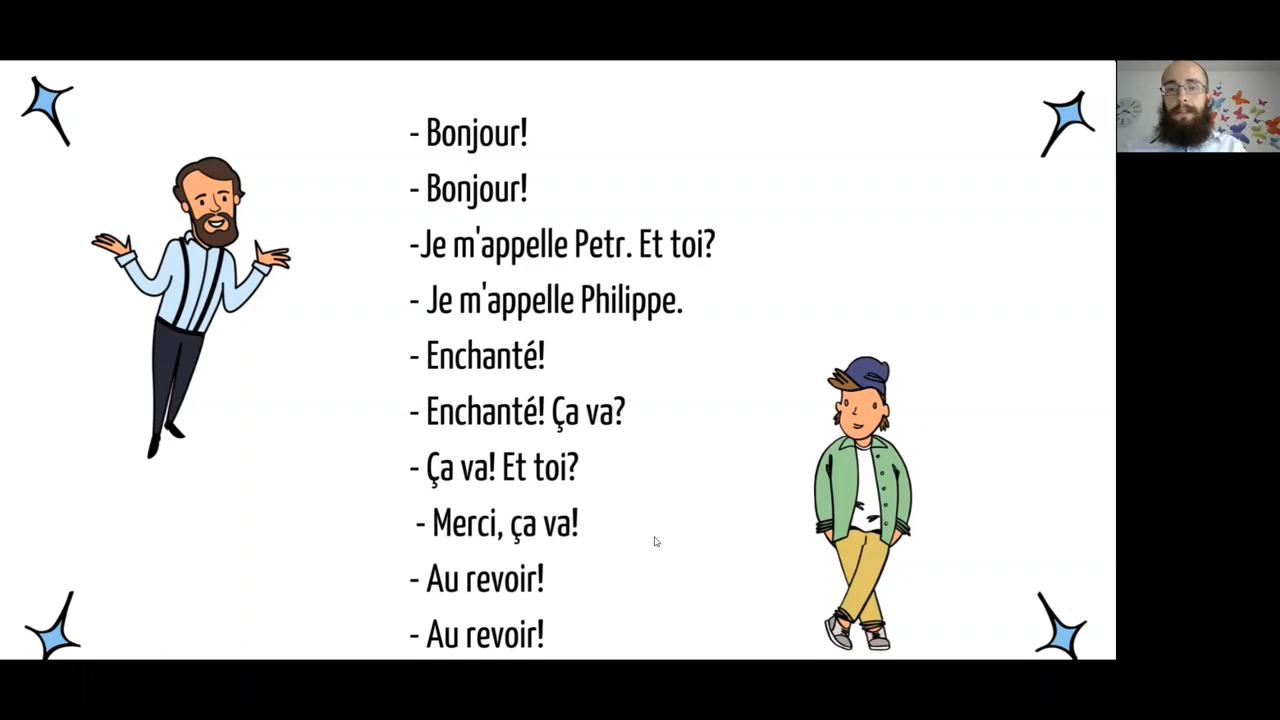 - Bonjour!
- Bonjour!
-Je m'appelle Petr. Et toi?
- Je m'appelle Philippe.
- Enchanté!
- Enchanté! Ça va?
- Ça va! Et toi?
- Merci, ça va!
- Au revoir!
- Au revoir!